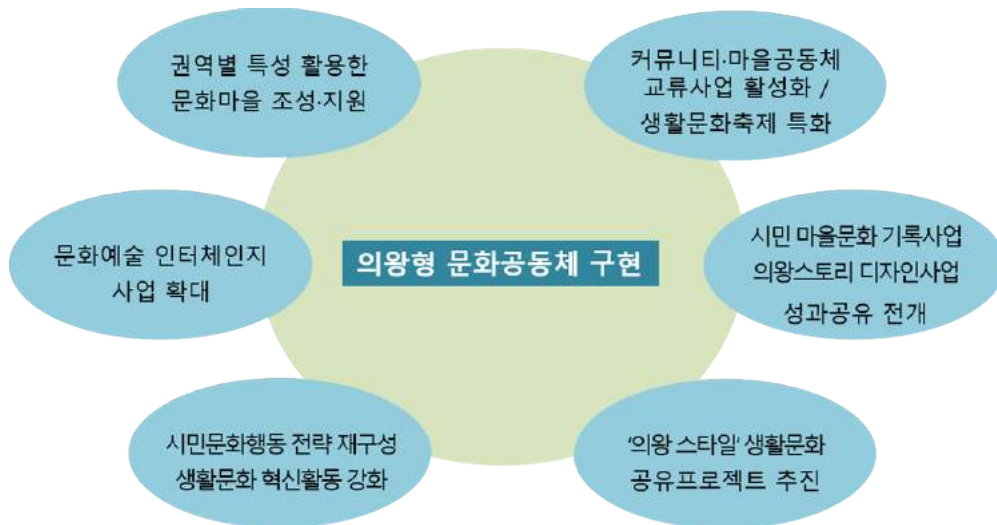 권역별 특성 활용한
문화마을 조성·지원
커뮤니티·마을공동체
교류사업 활성화 /
생활문화축제 특화
문화예술 인터체인지
사업 확대
의왕형 문화공동체 구현
시민 마을문화 기록사업
의왕스토리 디자인사업
성과공유 전개
시민문화행동 전략 재구성
생활문화 혁신활동 강화
'의왕 스타일' 생활문화
공유프로젝트 추진